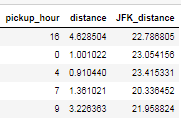 pickup_hour distance JFK_distance
16 4.628504 22.786805
0 1.001022 23.054156
4 0.910440 23.415331
7 1.361021 20.336452
9 3.226363 21.958824